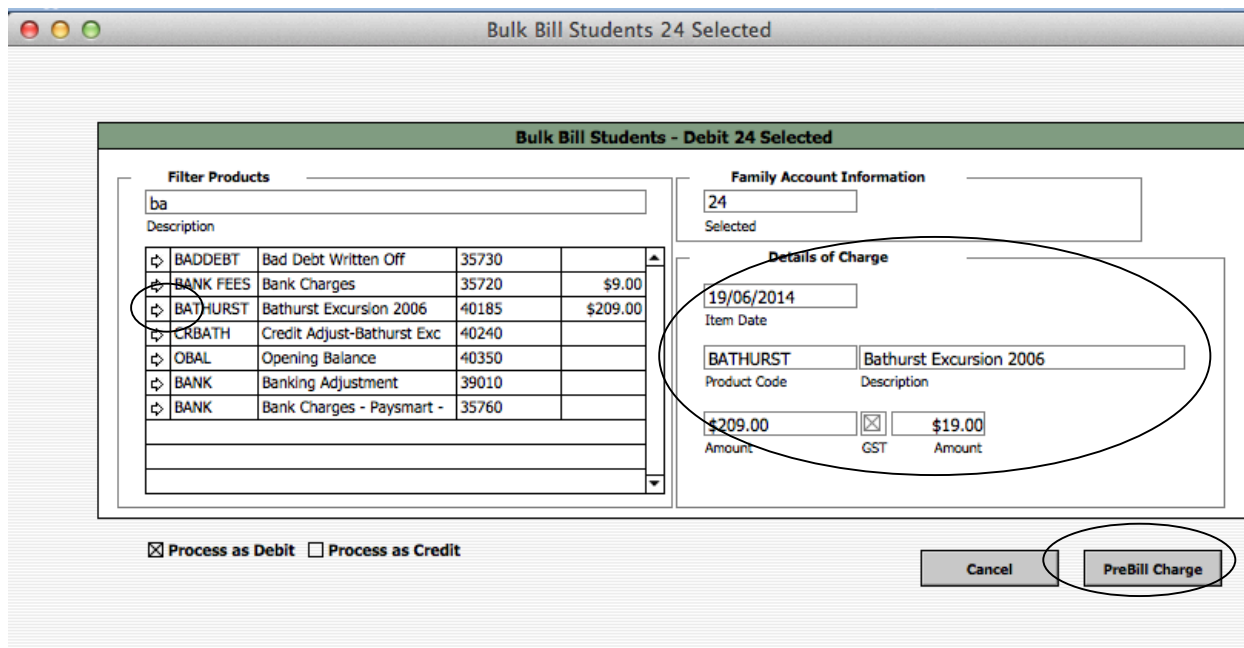 Bulk Bill Students 24 Selected
Bulk Bill Students - Debit 24 Selected
Filter Products
ba
Description
BADDEBT Bad Debt Written Off 35730
BANK FEES Bank Charges 35720 $9.00
BATHURST Bathurst Excursion 2006 40185 $209.00
CRBATH Credit Adjust-Bathurst Exc 40240
OBAL Opening Balance 40350
BANK Banking Adjustment 39010
BANK Bank Charges - Paysmart - 35760
Process as Debit Process as Credit
Family Account Information
24
Selected
Details of Charge
19/06/2014
Item Date
BATHURST Bathurst Excursion 2006
Product Code Description
$209.00 $19.00
Amount GST Amount
Cancel PreBill Charge